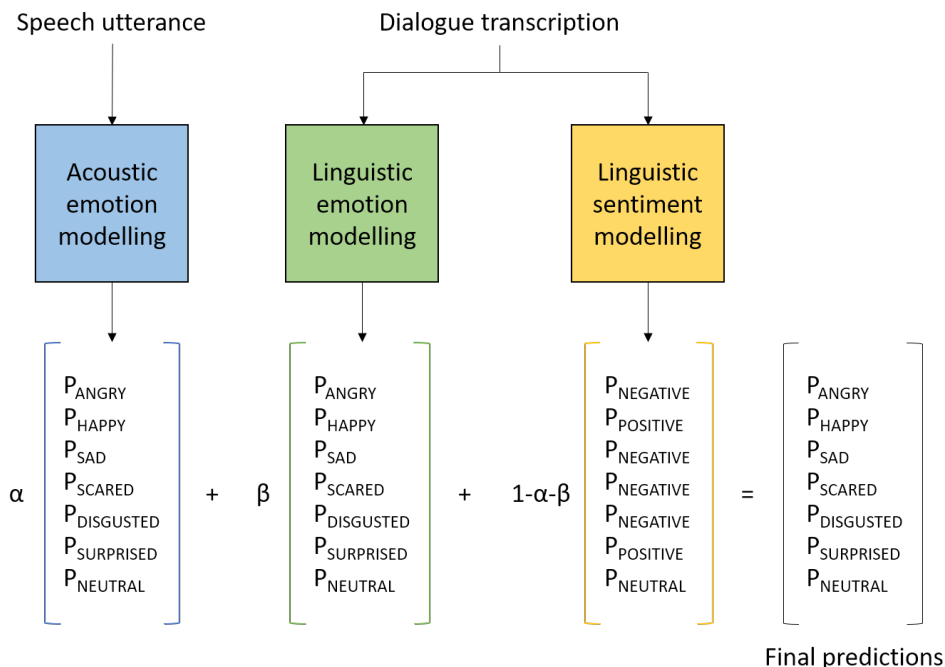 Speech utterance
Dialogue transcription
Acoustic
emotion
modelling
Linguistic
emotion
modelling
Linguistic
sentiment
modelling
α
P_ANGRY
P_HAPPY
P_SAD
P_SCARED
P_DISGUSTED
P_SURPRISED
P_NEUTRAL
+
β
P_ANGRY
P_HAPPY
P_SAD
P_SCARED
P_DISGUSTED
P_SURPRISED
P_NEUTRAL
+
1-α-β
P_NEGATIVE
P_POSITIVE
P_NEGATIVE
P_NEGATIVE
P_NEGATIVE
P_POSITIVE
P_NEUTRAL
=
P_ANGRY
P_HAPPY
P_SAD
P_SCARED
P_DISGUSTED
P_SURPRISED
P_NEUTRAL
Final predictions